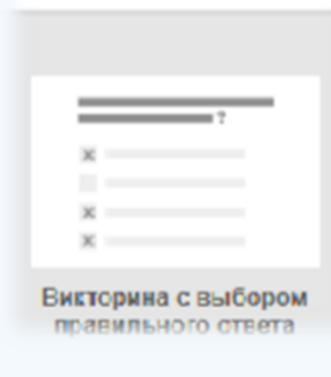 ?
x
x
x
Викторина с выбором
правильного ответа